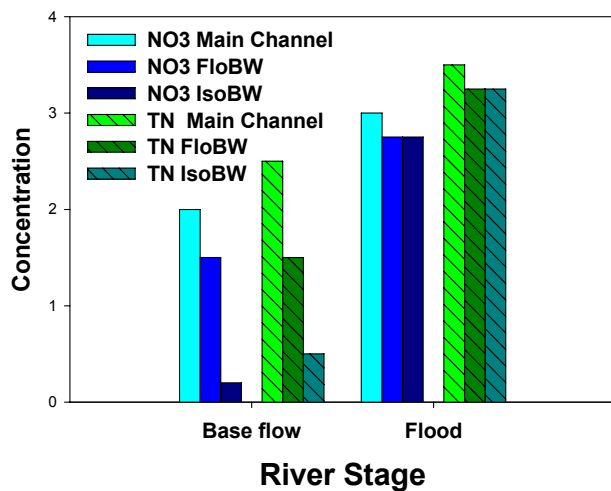 4
3
2
1
0
Concentration
NO3 Main Channel
NO3 FloBW
NO3 IsoBW
TN  Main Channel
TN FloBW
TN IsoBW
Base flow
Flood
River Stage